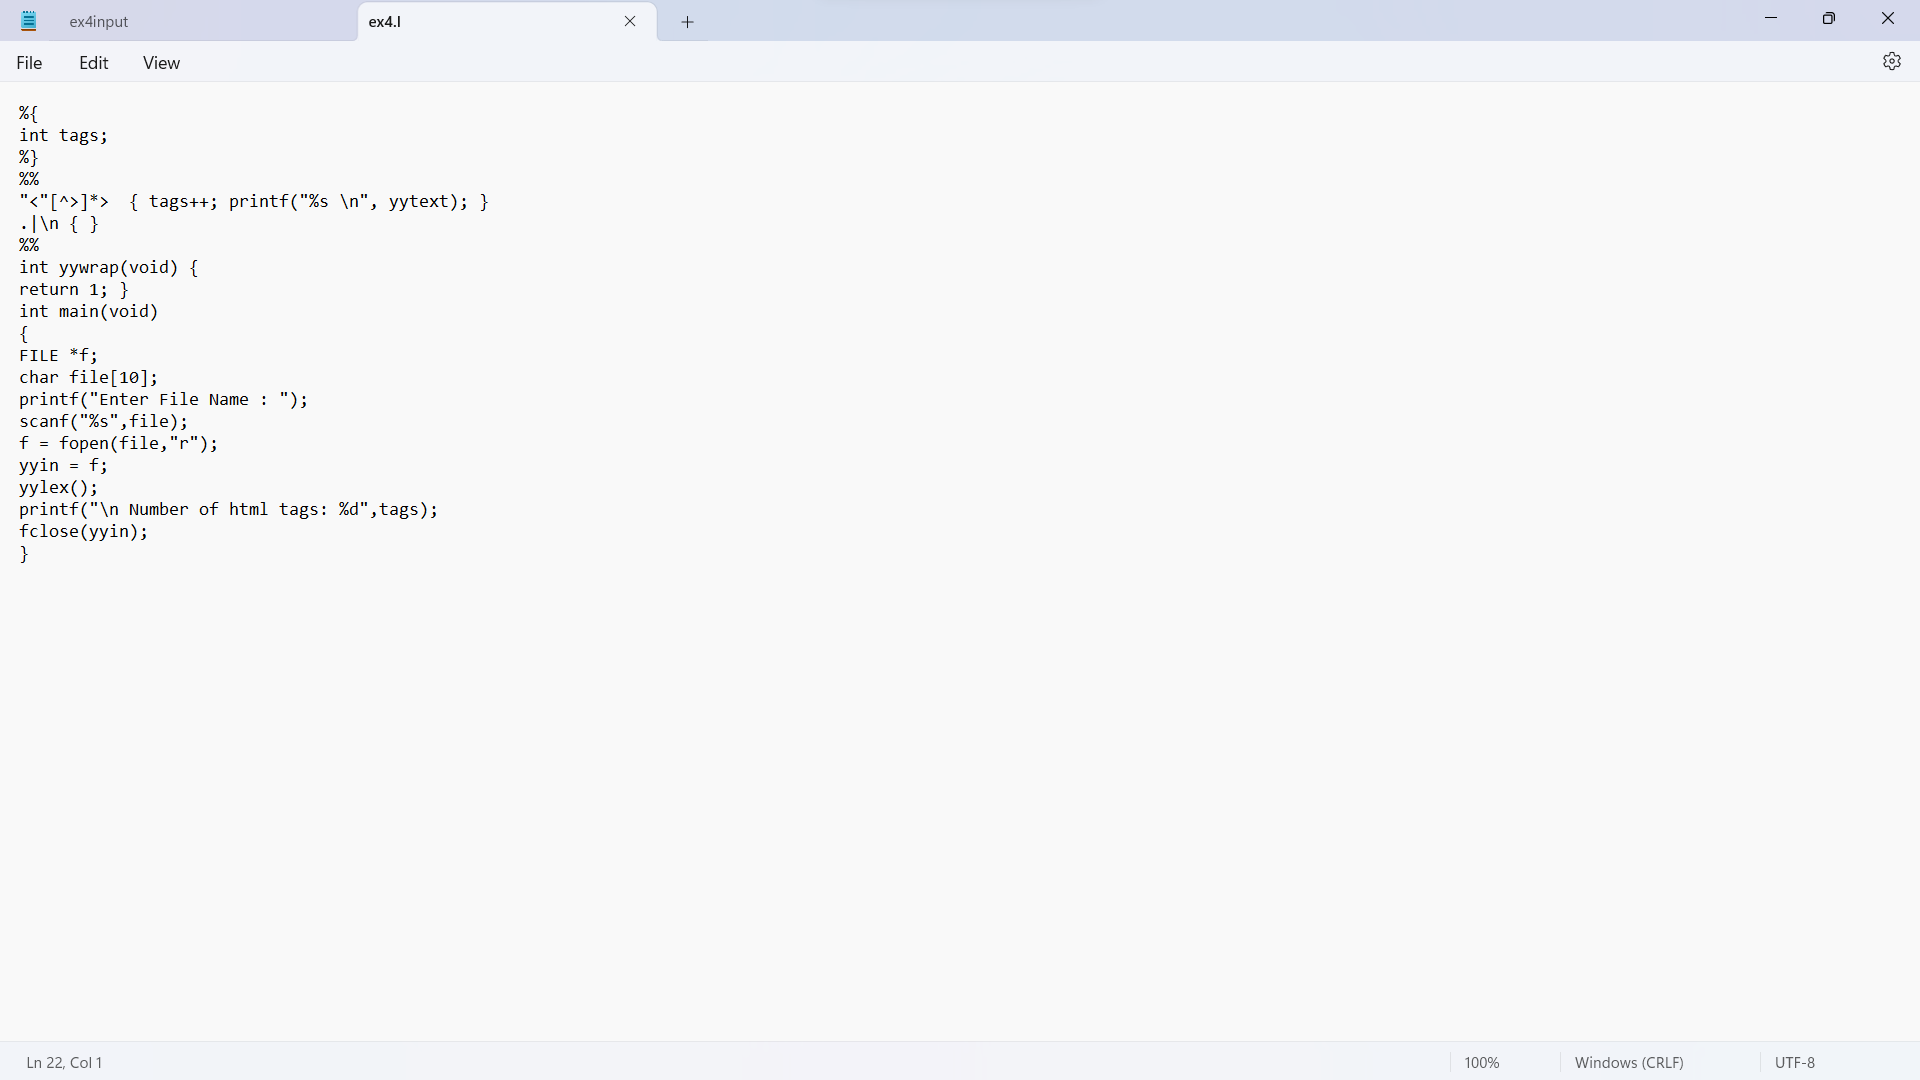 ex4input
ex4.l
File Edit View
%{
int tags;
%}
%%
"<"[^>]*>  { tags++; printf("%s \n", yytext); }
.|\n { }
%%
int yywrap(void) {
return 1; }
int main(void)
{
FILE *f;
char file[10];
printf("Enter File Name : ");
scanf("%s",file);
f = fopen(file,"r");
yyin = f;
yylex();
printf("\n Number of html tags: %d",tags);
fclose(yyin);
}
Ln 22, Col 1
100%
Windows (CRLF)
UTF-8